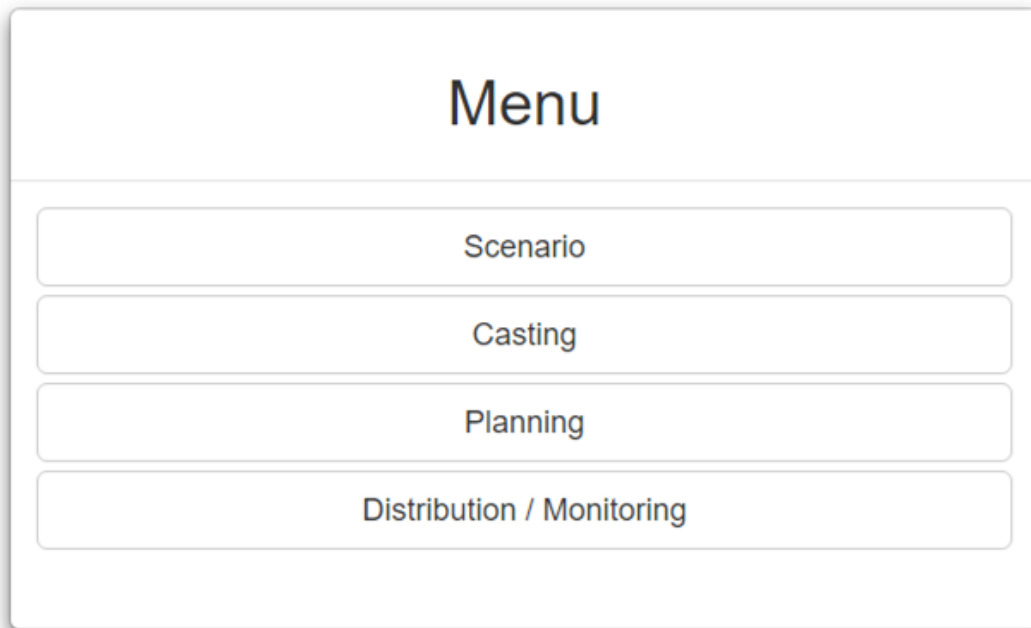 Menu
Scenario
Casting
Planning
Distribution / Monitoring